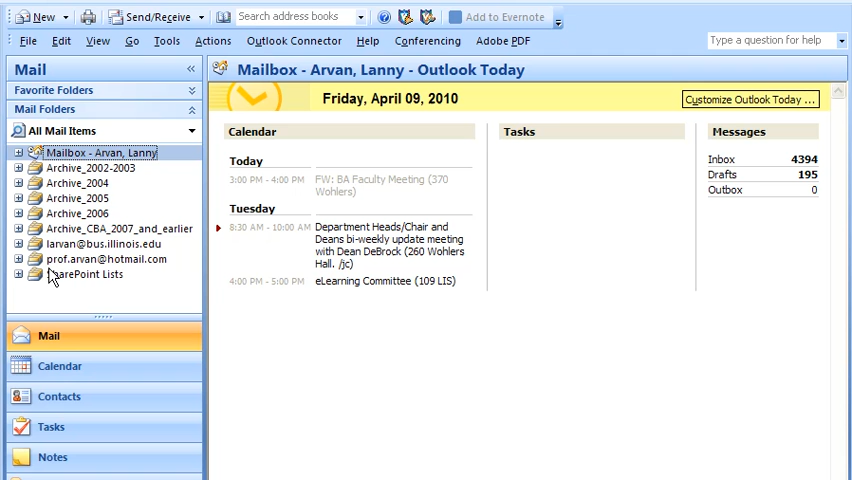 New Send/Receive Search address books Add to Evernote
File Edit View Go Tools Actions Outlook Connector Help Conferencing Adobe PDF Type a question for help
Mail
Favorite Folders
Mail Folders
All Mail Items
Mailbox - Arvan, Lanny
Archive_2002-2003
Archive_2004
Archive_2005
Archive_2006
Archive_CBA_2007_and_earlier
larvan@bus.illinois.edu
prof.arvan@hotmail.com
SharePoint Lists
Mail
Calendar
Contacts
Tasks
Notes
Mailbox - Arvan, Lanny - Outlook Today
Friday, April 09, 2010 Customize Outlook Today ...
Calendar
Today
3:00 PM - 4:00 PM FW: BA Faculty Meeting (370
Wohlers)
Tuesday
8:30 AM - 10:00 AM Department Heads/Chair and
Deans bi-weekly update meeting
with Dean DeBrock (260 Wohlers
Hall. /jc)
4:00 PM - 5:00 PM eLearning Committee (109 LIS)
Tasks
Messages
Inbox 4394
Drafts 195
Outbox 0